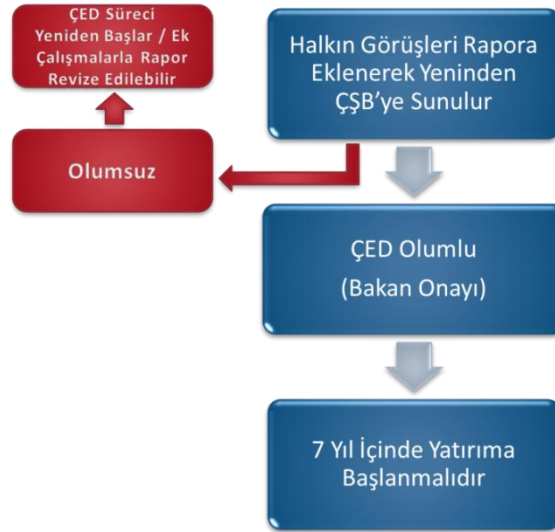 ÇED Süreci
Yeniden Başlar / Ek
Çalışmalarla Rapor
Revize Edilebilir
Olumsuz
Halkın Görüşleri Rapora
Eklenerek Yeninden
ÇŞB'ye Sunulur
ÇED Olumlu
(Bakan Onayı)
7 Yıl İçinde Yatırıma
Başlanmalıdır